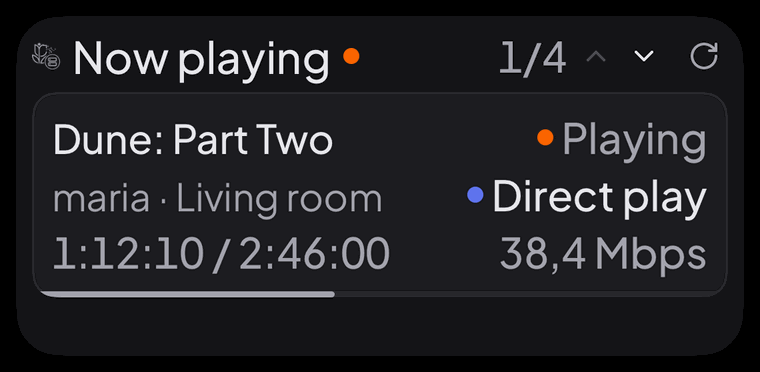 Now playing
1/4
Dune: Part Two
Playing
maria · Living room
Direct play
1:12:10 / 2:46:00
38,4 Mbps